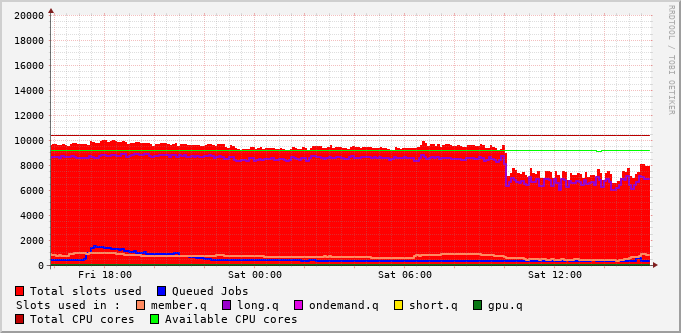 20000
18000
16000
14000
12000
10000
8000
6000
4000
2000
0
Fri 18:00 Sat 00:00 Sat 06:00 Sat 12:00
Total slots used Queued Jobs
Slots used in : member.q long.q ondemand.q short.q gpu.q
Total CPU cores Available CPU cores
RRDTOOL / TOBI OETIKER